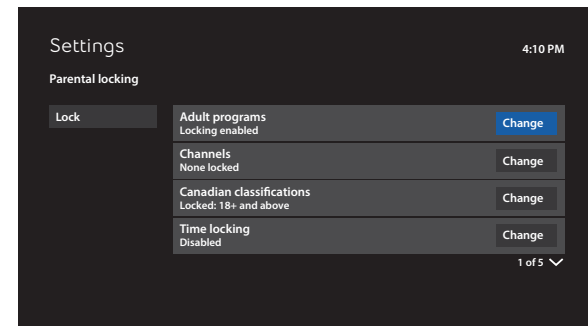 Settings
4:10 PM
Parental locking
Lock
Adult programs
Locking enabled
Change
Channels
None locked
Change
Canadian classifications
Locked: 18+ and above
Change
Time locking
Disabled
Change
1 of 5